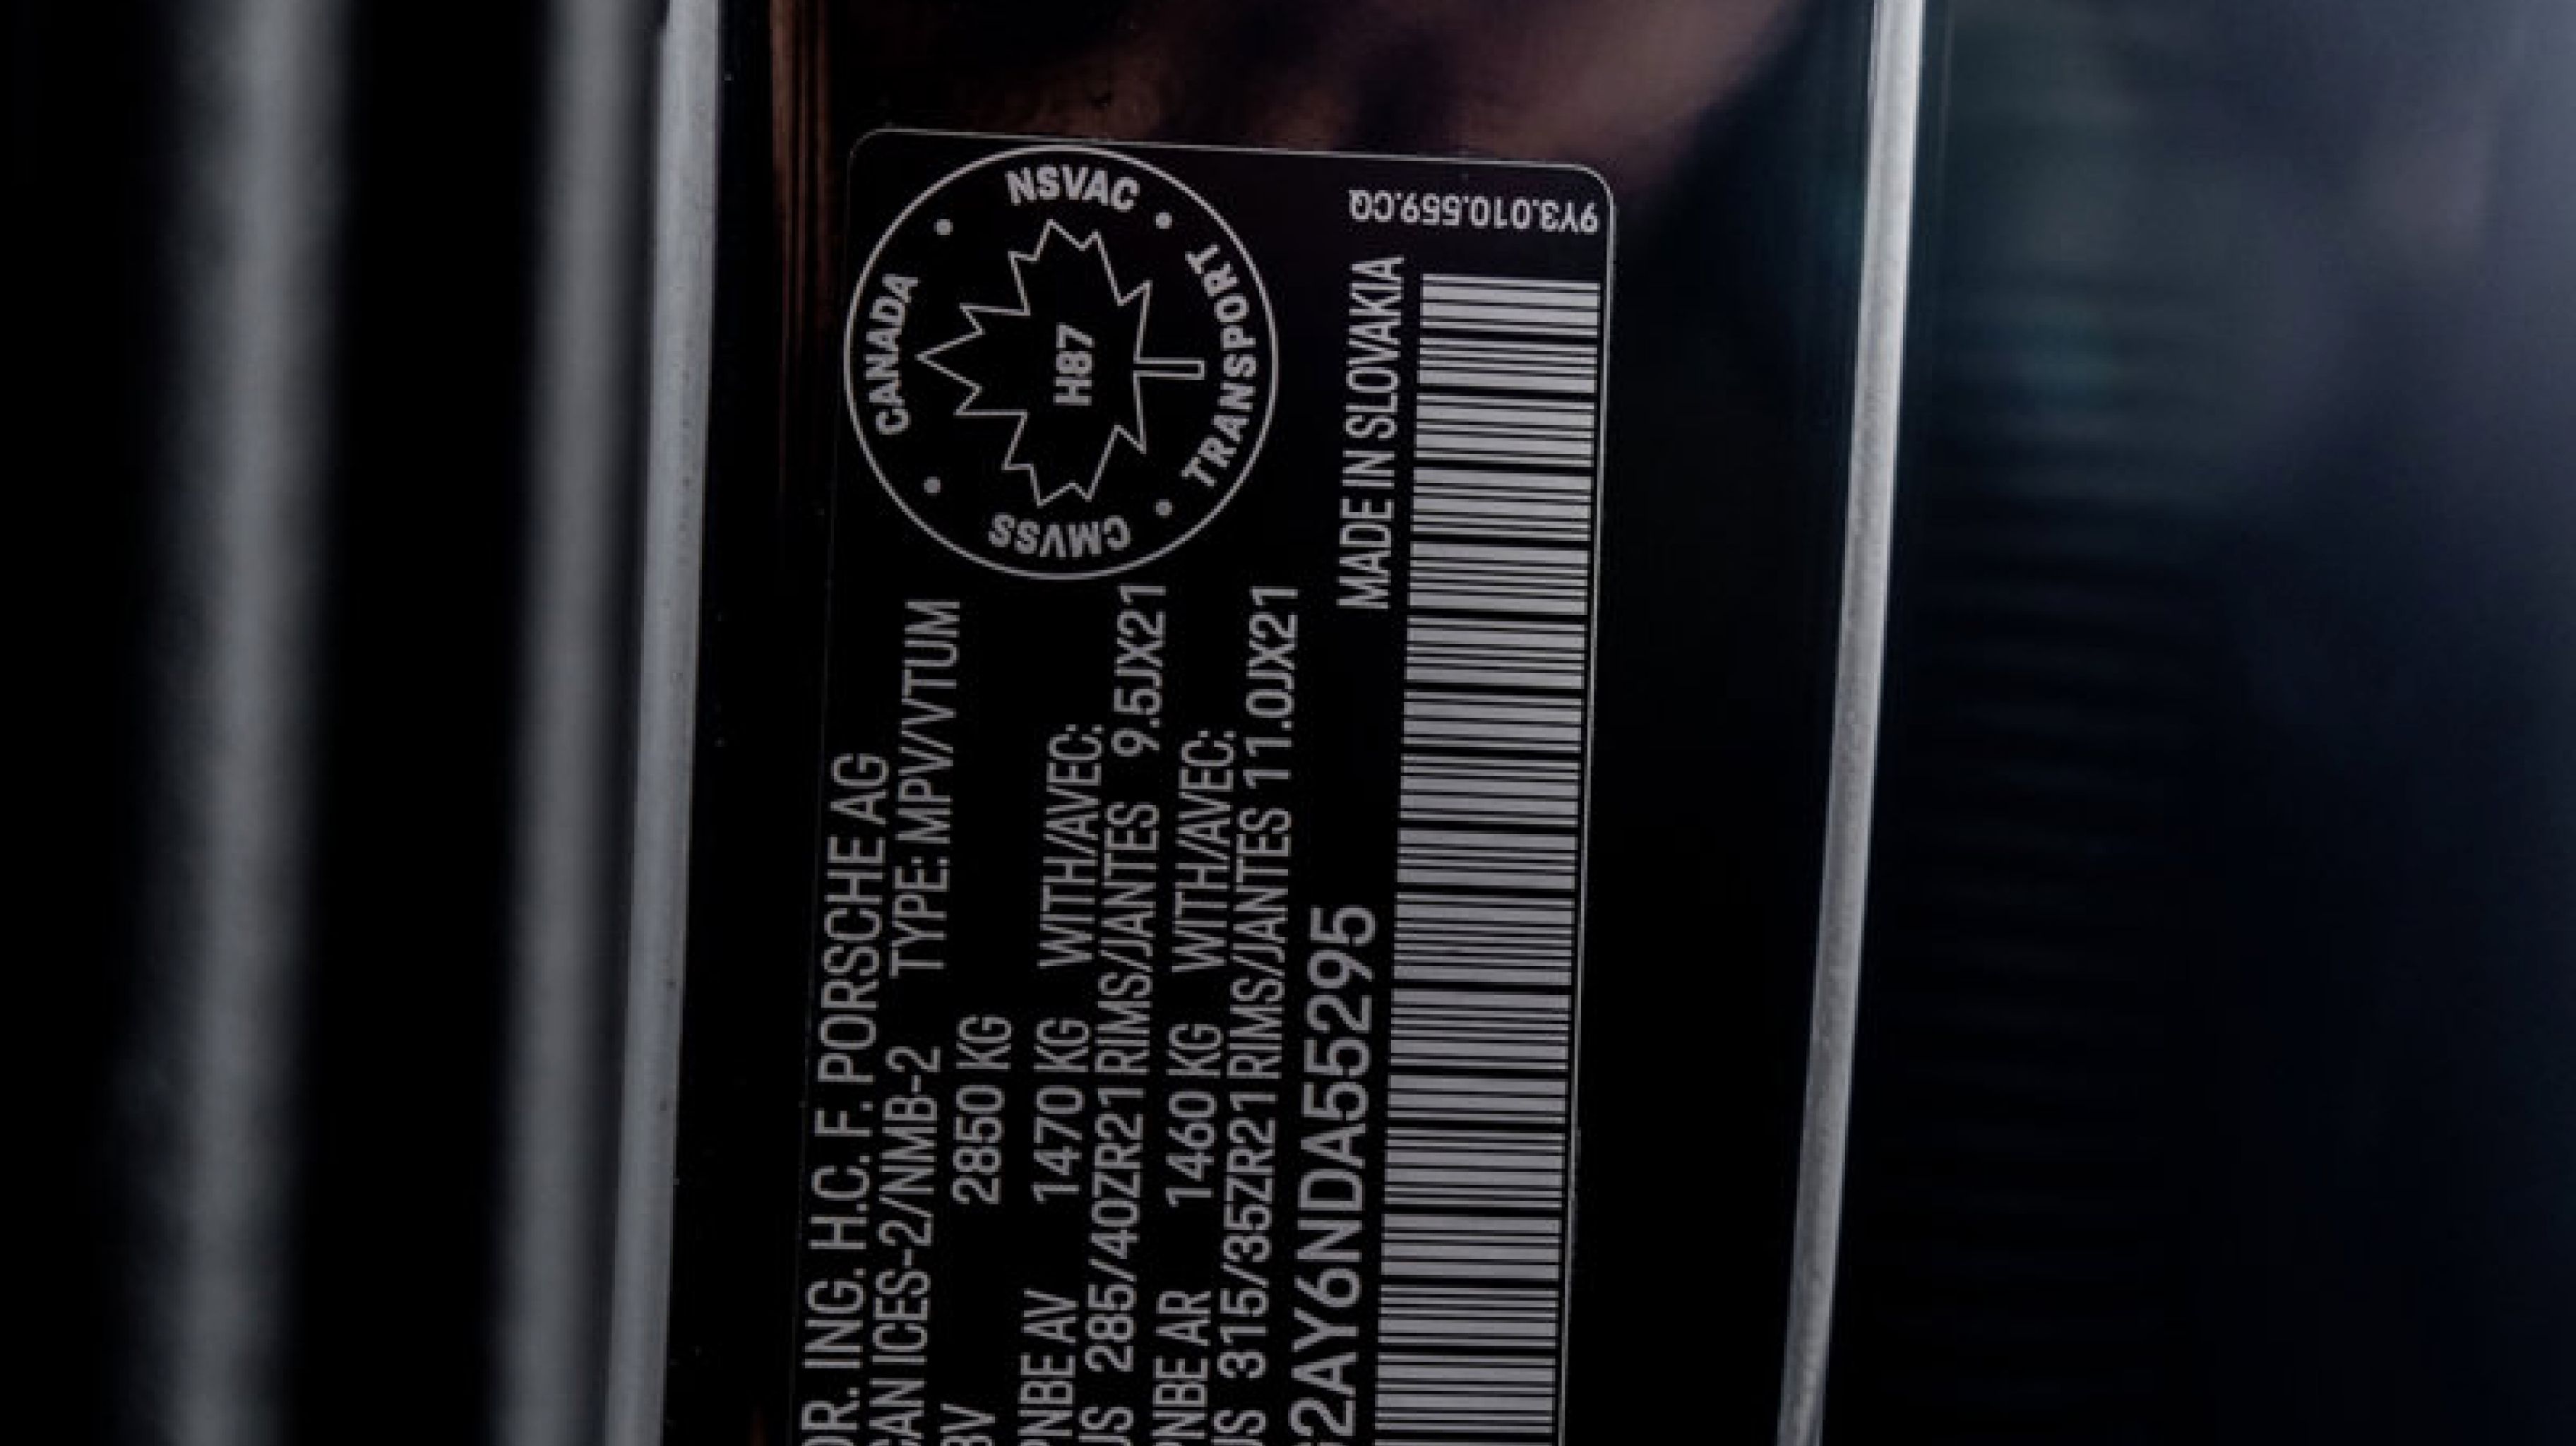 DR. ING. H.C. F. PORSCHE AG
CAN ICES-2/NMB-2 TYPE: MPV/VTUM
2850 KG
PNBE AV 1470 KG WITH/AVEC:
285/40ZR21 RIMS/JANTES 9.5JX21
PNBE AR 1460 KG WITH/AVEC:
315/35ZR21 RIMS/JANTES 11.0JX21
2AY6NDA55295
MADE IN SLOVAKIA
CANADA
NSVAC
TRANSPORT
CMVSS
H87
9Y3.010.559.CQ